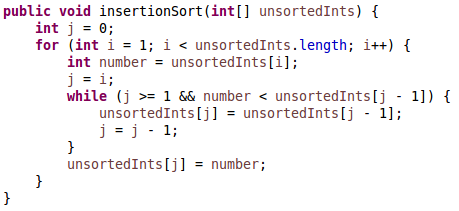 public void insertionSort(int[] unsortedInts) {
    int j = 0;
    for (int i = 1; i < unsortedInts.length; i++) {
        int number = unsortedInts[i];
        j = i;
        while (j >= 1 && number < unsortedInts[j - 1]) {
            unsortedInts[j] = unsortedInts[j - 1];
            j = j - 1;
        }
        unsortedInts[j] = number;
    }
}